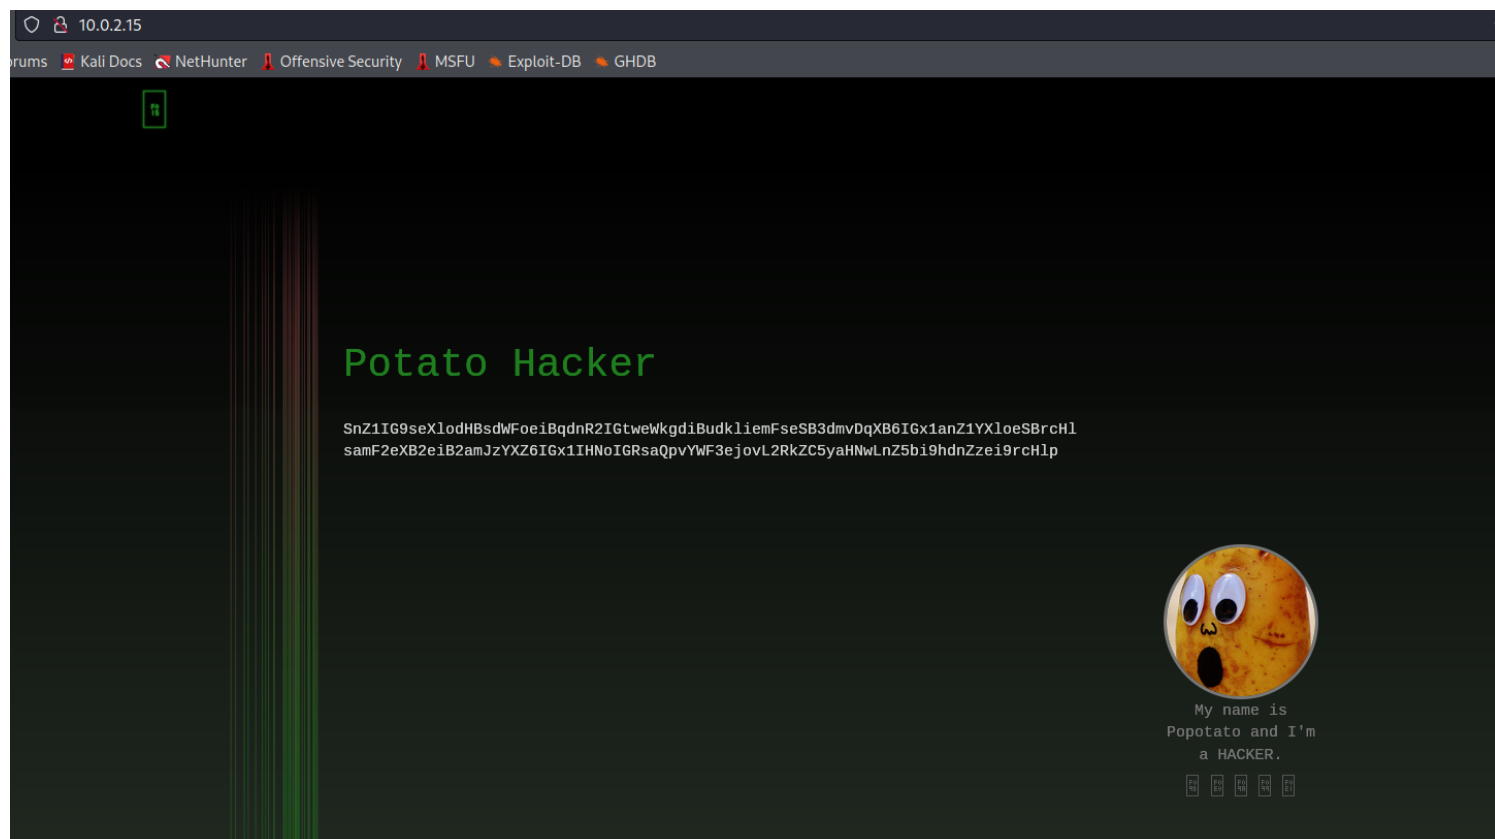 10.0.2.15
orums Kali Docs NetHunter Offensive Security MSFU Exploit-DB GHDB
Potato Hacker
SnZ1IG9seXlodHBsdWFoeiBqdnR2IGtweWkgdiBudkliemFseSB3dmvDqXB6IGx1anZ1YXloeSBrcHl
samF2eXB2eiB2amJzYXZ6IGx1IHNoIGRsaQpvYWF3ejovL2RkZC5yaHNwLnZ5bi9hdnZzei9rcHlp
My name is
Popotato and I'm
a HACKER.